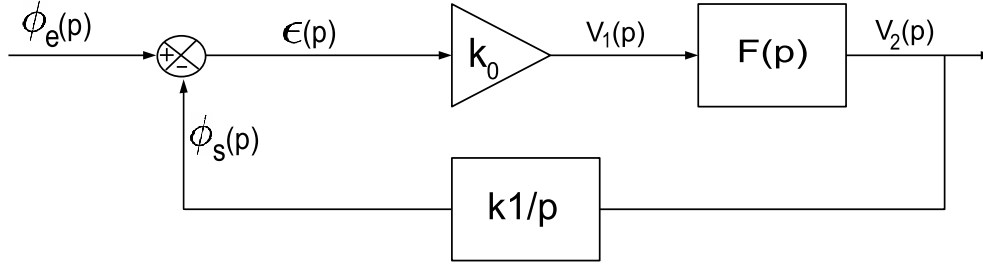 ϕe(p)
+
-
ϵ(p)
k0
V1(p)
F(p)
V2(p)
ϕs(p)
k1/p